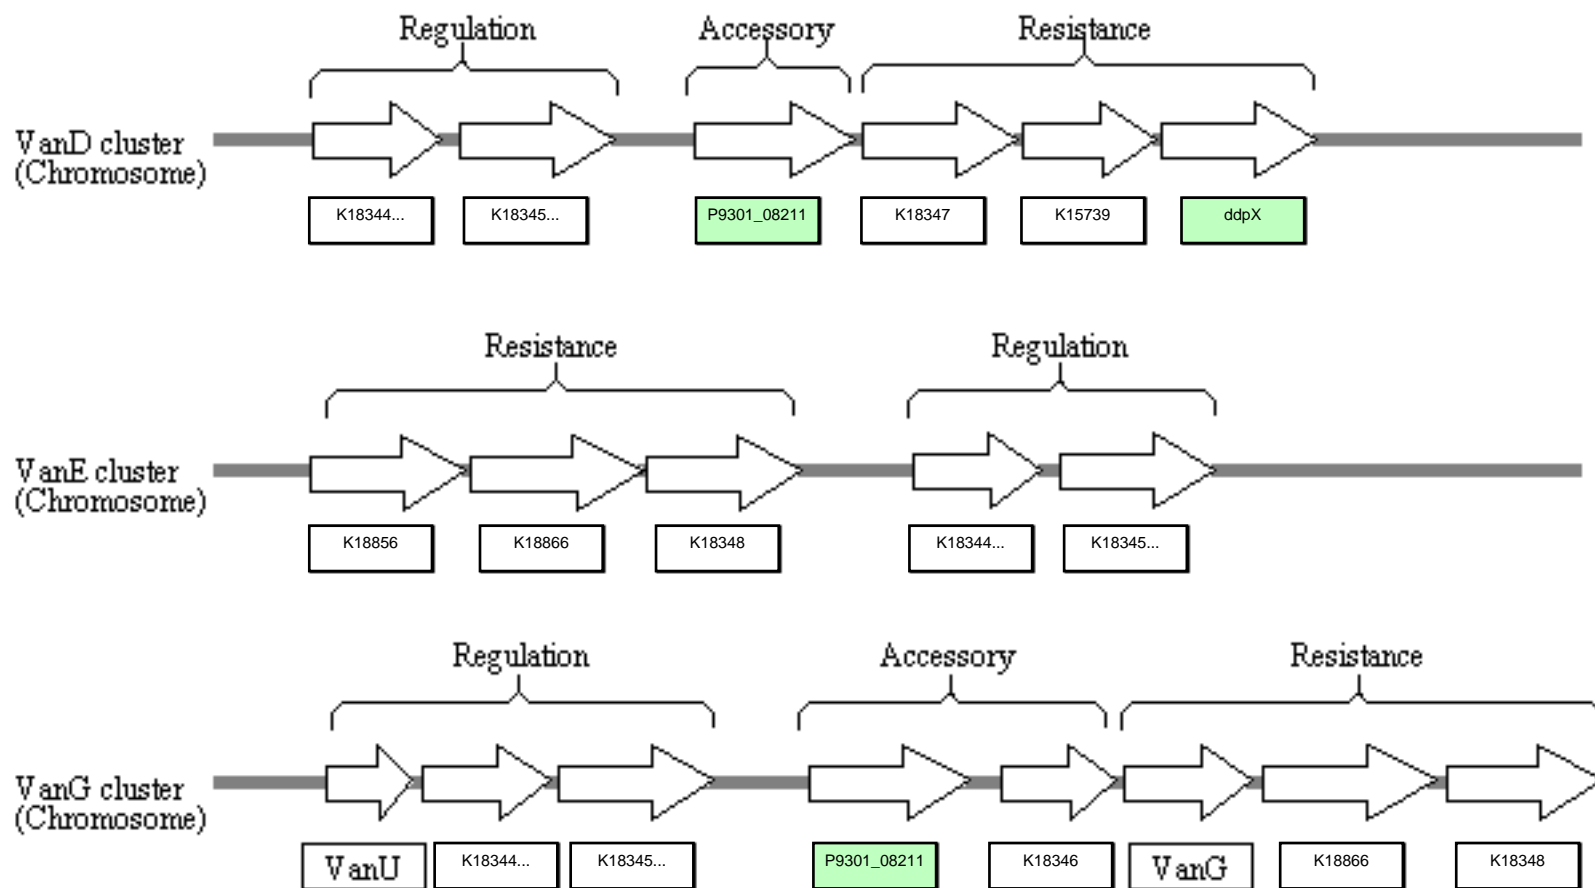 Regulation Accessory Resistance
VanD cluster
(Chromosome)
K18344... K18345... P9301_08211 K18347 K15739 ddpX
Resistance Regulation
VanE cluster
(Chromosome)
K18856 K18866 K18348 K18344... K18345...
Regulation Accessory Resistance
VanG cluster
(Chromosome)
VanU K18344... K18345... P9301_08211 K18346 VanG K18866 K18348